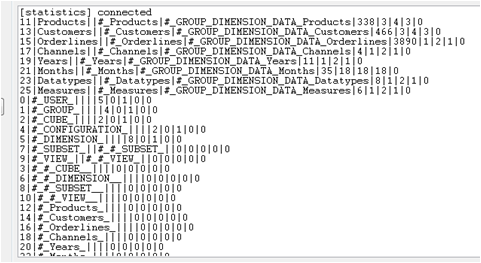 [statistics] connected
11|Products||#_Products|#_GROUP_DIMENSION_DATA_Products|338|3|4|3|0
13|Customers||#_Customers|#_GROUP_DIMENSION_DATA_Customers|466|3|4|3|0
15|Orderlines||#_Orderlines|#_GROUP_DIMENSION_DATA_Orderlines|3890|1|2|1|0
17|Channels||#_Channels|#_GROUP_DIMENSION_DATA_Channels|4|1|2|1|0
19|Years||#_Years|#_GROUP_DIMENSION_DATA_Years|11|1|2|1|0
21|Months||#_Months|#_GROUP_DIMENSION_DATA_Months|35|18|18|18|0
23|Datatypes||#_Datatypes|#_GROUP_DIMENSION_DATA_Datatypes|8|1|2|1|0
25|Measures||#_Measures|#_GROUP_DIMENSION_DATA_Measures|6|1|2|1|0
0|#_USER_||||5|0|1|0|0
1|#_GROUP_||||4|0|1|0|0
2|#_CUBE_||||2|0|1|0|0
4|#_CONFIGURATION_||||2|0|1|0|0
5|#_DIMENSION_||||8|0|1|0|0
7|#_SUBSET_||#_#_SUBSET_||0|0|0|0|0
9|#_VIEW_||#_#_VIEW_||0|0|0|0|0
3|#_#_CUBE__||||0|0|0|0|0
6|#_#_DIMENSION__||||0|0|0|0|0
8|#_#_SUBSET__||||0|0|0|0|0
10|#_#_VIEW__||||0|0|0|0|0
12|#_Products_||||0|0|0|0|0
14|#_Customers_||||0|0|0|0|0
16|#_Orderlines_||||0|0|0|0|0
18|#_Channels_||||0|0|0|0|0
20|#_Years_||||0|0|0|0|0